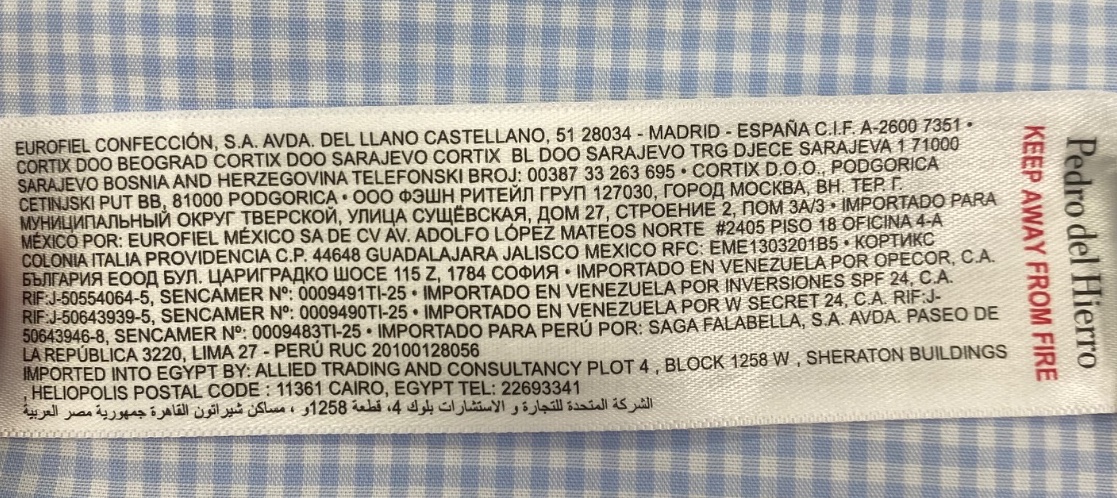 EUROFIEL CONFECCIÓN, S.A. AVDA. DEL LLANO CASTELLANO, 51 28034 - MADRID - ESPAÑA C.I.F. A-2600 7351 •
CORTIX DOO BEOGRAD CORTIX DOO SARAJEVO CORTIX BL DOO SARAJEVO TRG DJECE SARAJEVA 1 71000
SARAJEVO BOSNIA AND HERZEGOVINA TELEFONSKI BROJ: 00387 33 263 695 • CORTIX D.O.O., PODGORICA
CETINJSKI PUT BB, 81000 PODGORICA • ООО ФЭШН РИТЕЙЛ ГРУП 127030, ГОРОД МОСКВА, ВН. ТЕР. Г.
МУНИЦИПАЛЬНЫЙ ОКРУГ ТВЕРСКОЙ, УЛИЦА СУЩЁВСКАЯ, ДОМ 27, СТРОЕНИЕ 2, ПОМ 3А/3 • IMPORTADO PARA
MÉXICO POR: EUROFIEL MÉXICO SA DE CV AV. ADOLFO LÓPEZ MATEOS NORTE #2405 PISO 18 OFICINA 4-A
COLONIA ITALIA PROVIDENCIA C.P. 44648 GUADALAJARA JALISCO MEXICO RFC: EME1303201B5 • КОРТИКС
БЪЛГАРИЯ ЕООД БУЛ. ЦАРИГРАДКО ШОСЕ 115 Z, 1784 СОФИЯ • IMPORTADO EN VENEZUELA POR OPECOR, C.A.
RIF:J-50554064-5, SENCAMER Nº: 0009491TI-25 • IMPORTADO EN VENEZUELA POR INVERSIONES SPF 24, C.A.
RIF:J-50643939-5, SENCAMER Nº: 0009490TI-25 • IMPORTADO EN VENEZUELA POR W SECRET 24, C.A. RIF:J-
50643946-8, SENCAMER Nº: 0009483TI-25 • IMPORTADO PARA PERÚ POR: SAGA FALABELLA, S.A. AVDA. PASEO DE
LA REPÚBLICA 3220, LIMA 27 - PERÚ RUC 20100128056
IMPORTED INTO EGYPT BY: ALLIED TRADING AND CONSULTANCY PLOT 4 , BLOCK 1258 W , SHERATON BUILDINGS
, HELIOPOLIS POSTAL CODE : 11361 CAIRO, EGYPT TEL: 22693341
الشركة المتحدة للتجارة و الاستشارات بلوك 4، قطعة 1258و ، مساكن شيراتون القاهرة جمهورية مصر العربية
KEEP AWAY FROM FIRE
Pedro del Hierro